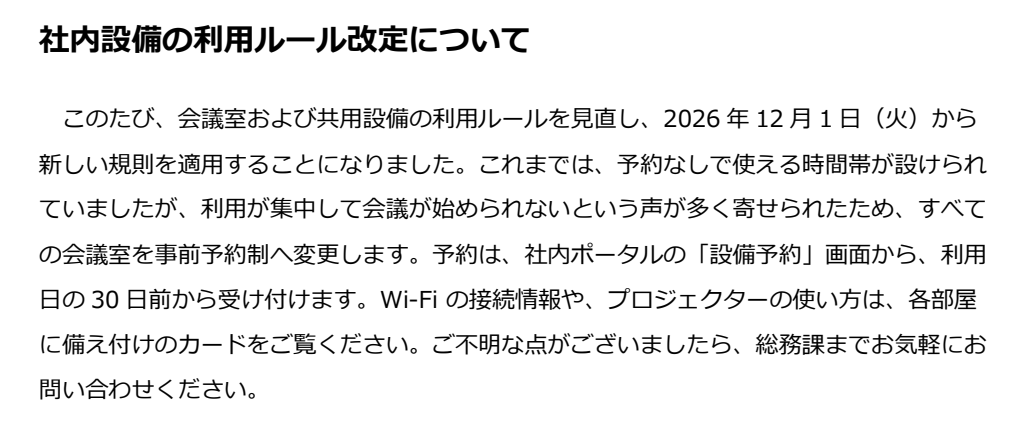 社内設備の利用ルール改定について
このたび、会議室および共用設備の利用ルールを見直し、2026 年 12 月 1 日（火）から
新しい規則を適用することになりました。これまでは、予約なしで使える時間帯が設けられ
ていましたが、利用が集中して会議が始められないという声が多く寄せられたため、すべて
の会議室を事前予約制へ変更します。予約は、社内ポータルの「設備予約」画面から、利用
日の 30 日前から受け付けます。Wi-Fi の接続情報や、プロジェクターの使い方は、各部屋
に備え付けのカードをご覧ください。ご不明な点がございましたら、総務課までお気軽にお
問い合わせください。